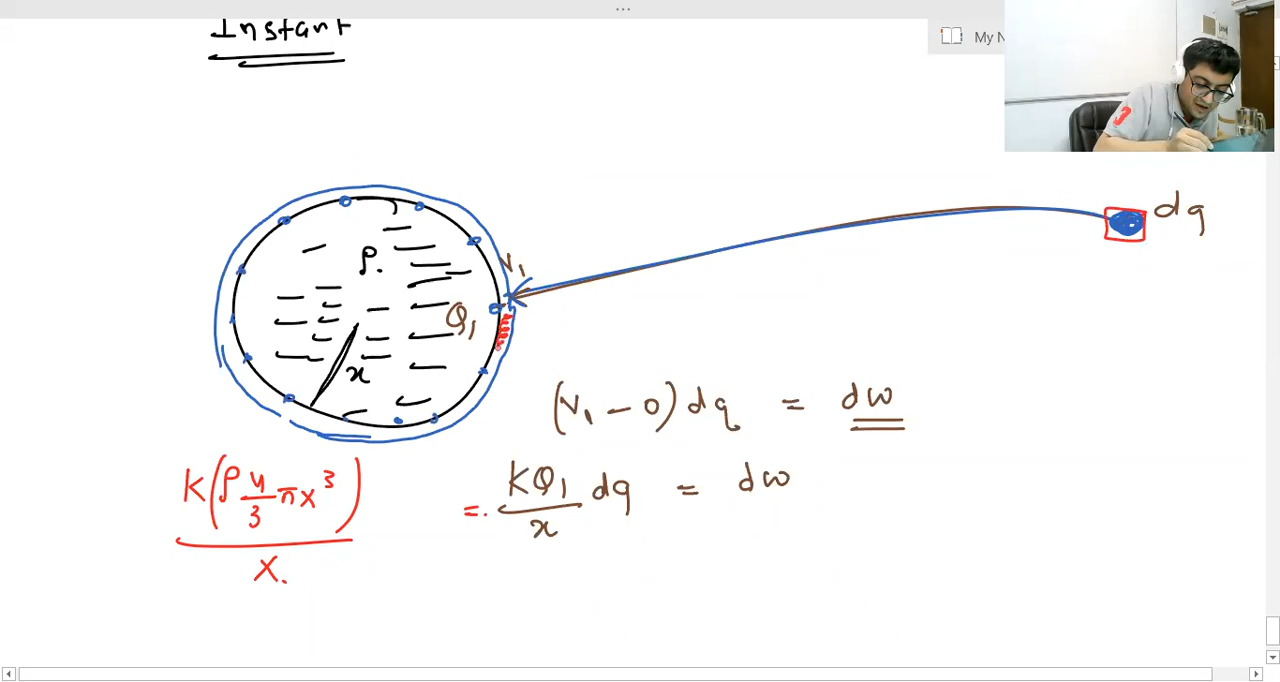 Instant
My N
dq
ρ.
V₁
Q₁
x
(V₁ - 0) dq = dw
K(ρ 4/3 π x³) / x. =. KQ₁/x dq = dw